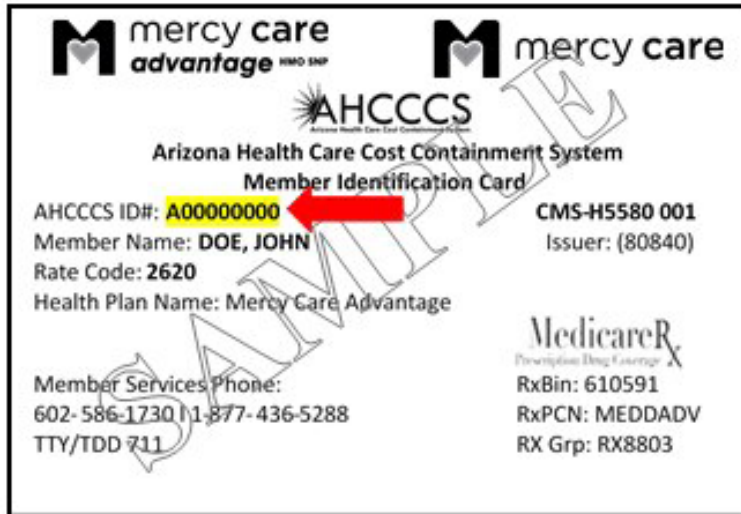 mercy care
advantage HMO SNP
mercy care
AHCCCS
Arizona Health Care Cost Containment System
Arizona Health Care Cost Containment System
Member Identification Card
AHCCCS ID#: A00000000
CMS-H5580 001
Member Name: DOE, JOHN
Issuer: (80840)
Rate Code: 2620
Health Plan Name: Mercy Care Advantage
MedicareRx
Prescription Drug Coverage
Member Services Phone:
RxBin: 610591
602-586-1730 | 1-877-436-5288
RxPCN: MEDDADV
TTY/TDD 711
RX Grp: RX8803
SAMPLE